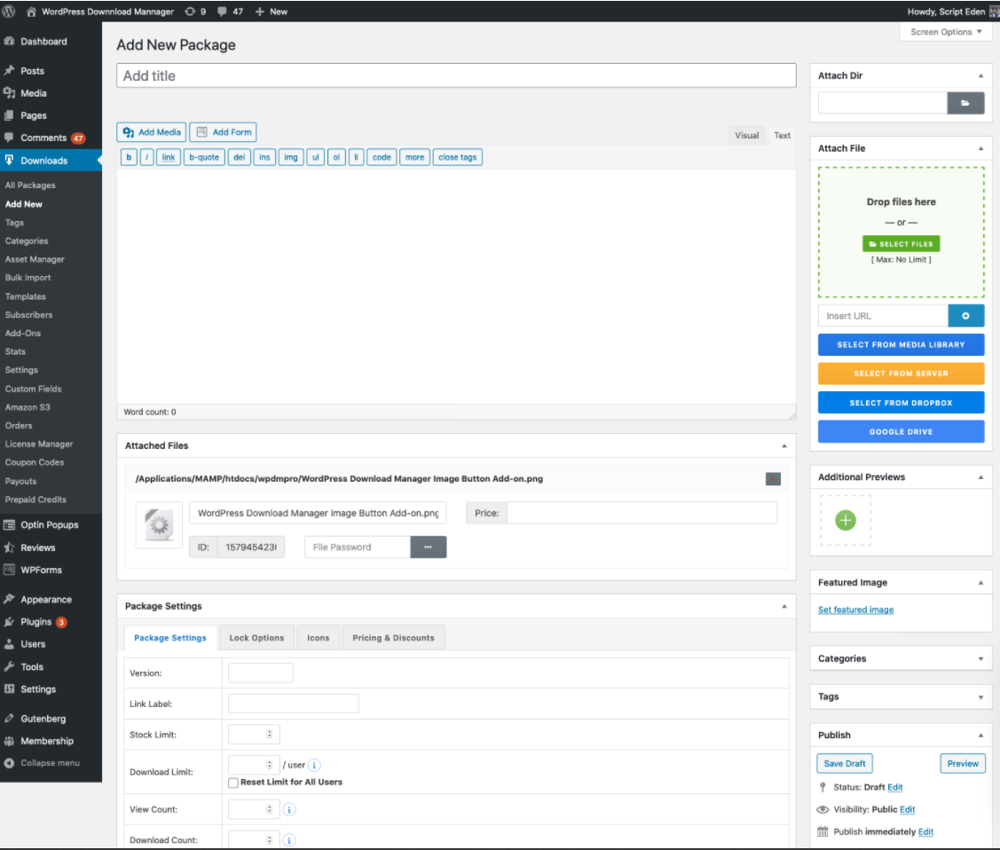 WordPress Downnload Mannager 9 47 + New Howdy, Script Eden
Screen Options ▼
Dashboard
Posts
Media
Pages
Comments 47
Downloads
All Packages
Add New
Tags
Categories
Asset Manager
Bulk Import
Templates
Subscribers
Add-Ons
Stats
Settings
Custom Fields
Amazon S3
Orders
License Manager
Coupon Codes
Payouts
Prepaid Credits
Optin Popups
Reviews
WPForms
Appearance
Plugins 3
Users
Tools
Settings
Gutenberg
Membership
Collapse menu
Add New Package
Add title
Add Media Add Form
Visual Text
b i link b-quote del ins img ul ol li code more close tags
Word count: 0
Attached Files
/Applications/MAMP/htdocs/wpdmpro/WordPress Download Manager Image Button Add-on.png
WordPress Download Manager Image Button Add-on.png Price:
ID: 1579454236 File Password ...
Package Settings
Package Settings Lock Options Icons Pricing & Discounts
Version:
Link Label:
Stock Limit:
Download Limit: / user i
Reset Limit for All Users
View Count: i
Download Count: i
Attach Dir
Attach File
Drop files here
— or —
SELECT FILES
[ Max: No Limit ]
Insert URL
SELECT FROM MEDIA LIBRARY
SELECT FROM SERVER
SELECT FROM DROPBOX
GOOGLE DRIVE
Additional Previews
Featured Image
Set featured image
Categories
Tags
Publish
Save Draft Preview
Status: Draft Edit
Visibility: Public Edit
Publish immediately Edit